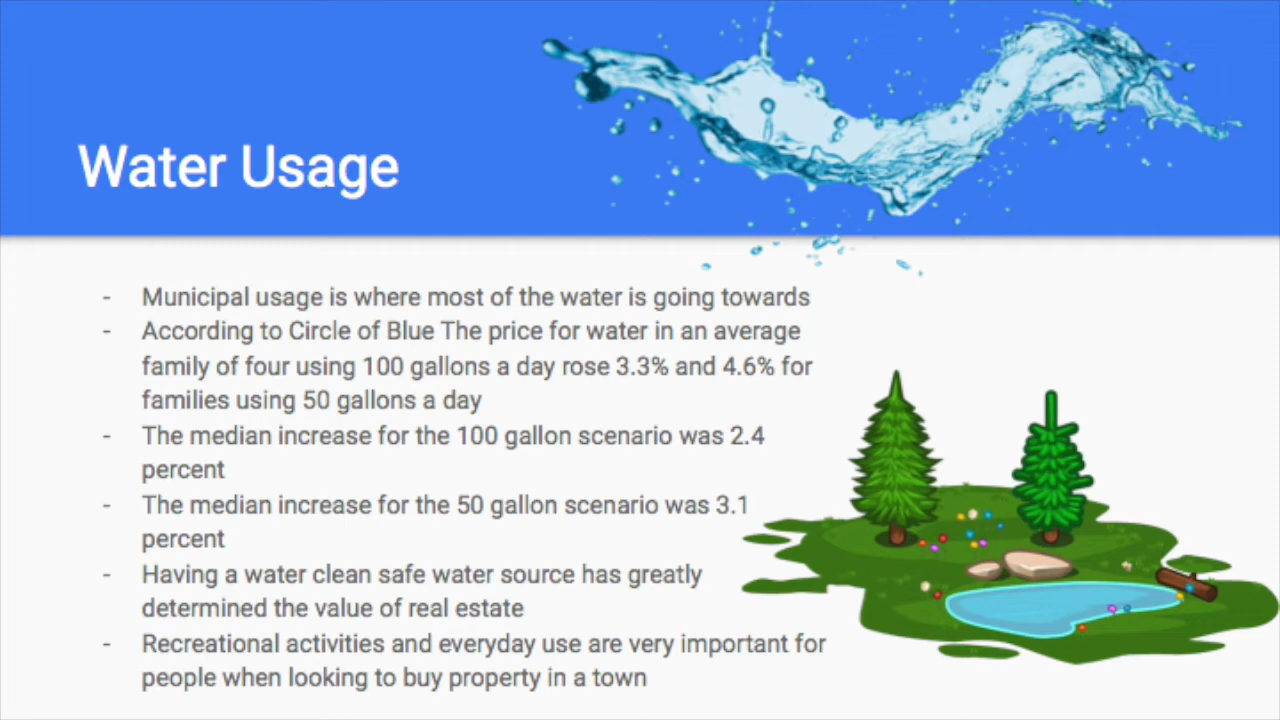 Water Usage
- Municipal usage is where most of the water is going towards
- According to Circle of Blue The price for water in an average
family of four using 100 gallons a day rose 3.3% and 4.6% for
families using 50 gallons a day
- The median increase for the 100 gallon scenario was 2.4
percent
- The median increase for the 50 gallon scenario was 3.1
percent
- Having a water clean safe water source has greatly
determined the value of real estate
- Recreational activities and everyday use are very important for
people when looking to buy property in a town